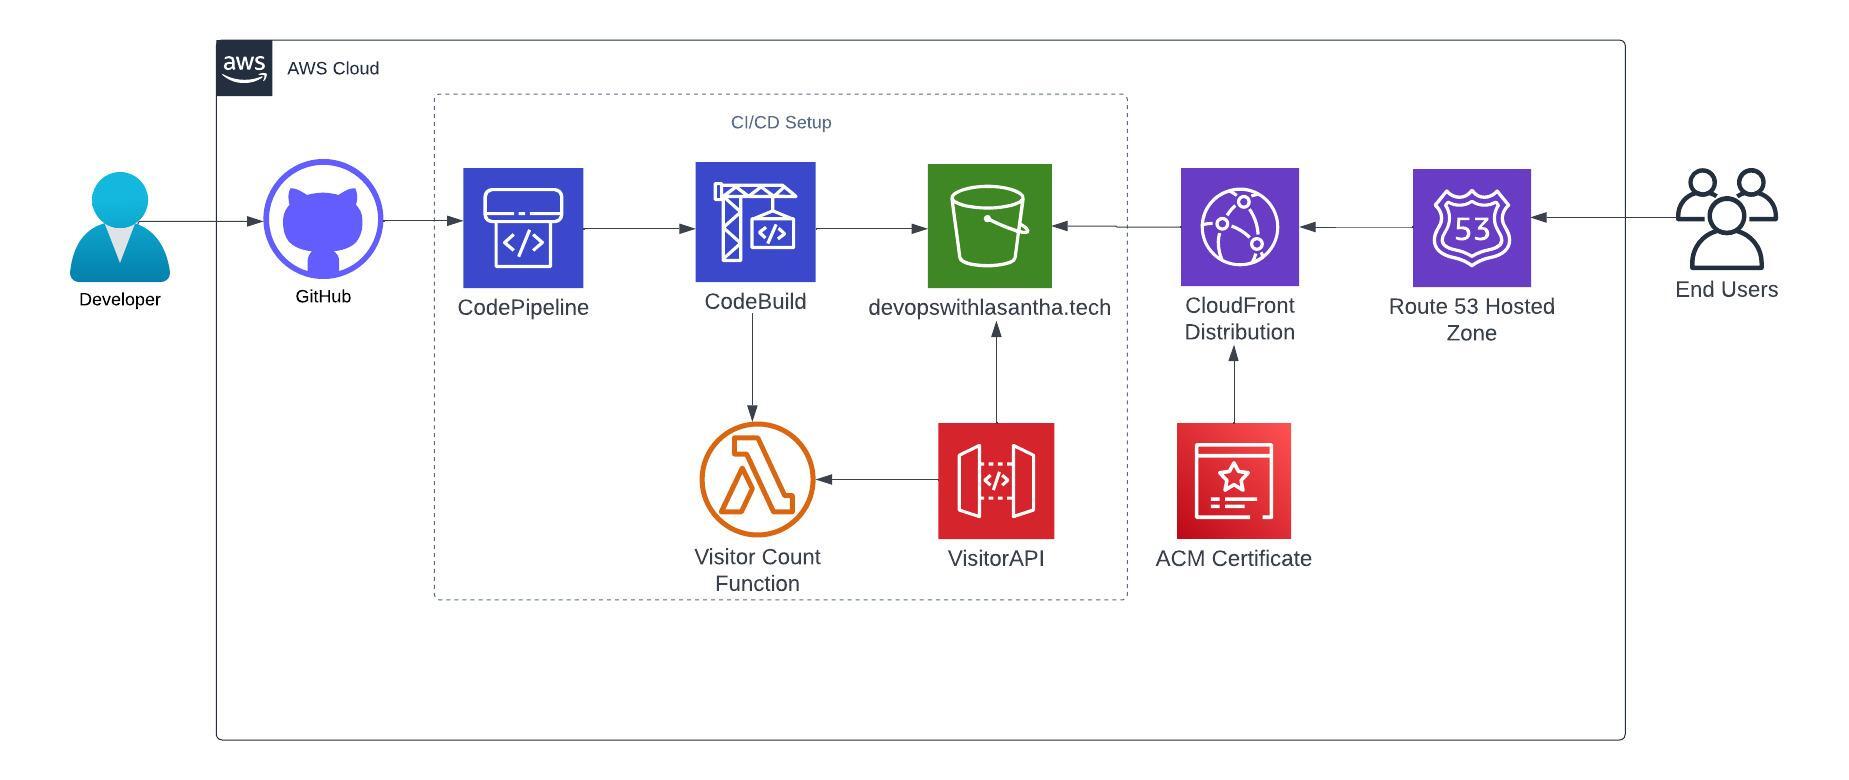 aws
AWS Cloud
CI/CD Setup
Developer
GitHub
</>
CodePipeline
</>
CodeBuild
devopswithlasantha.tech
CloudFront
Distribution
53
Route 53 Hosted
Zone
End Users
Visitor Count
Function
</>
VisitorAPI
ACM Certificate